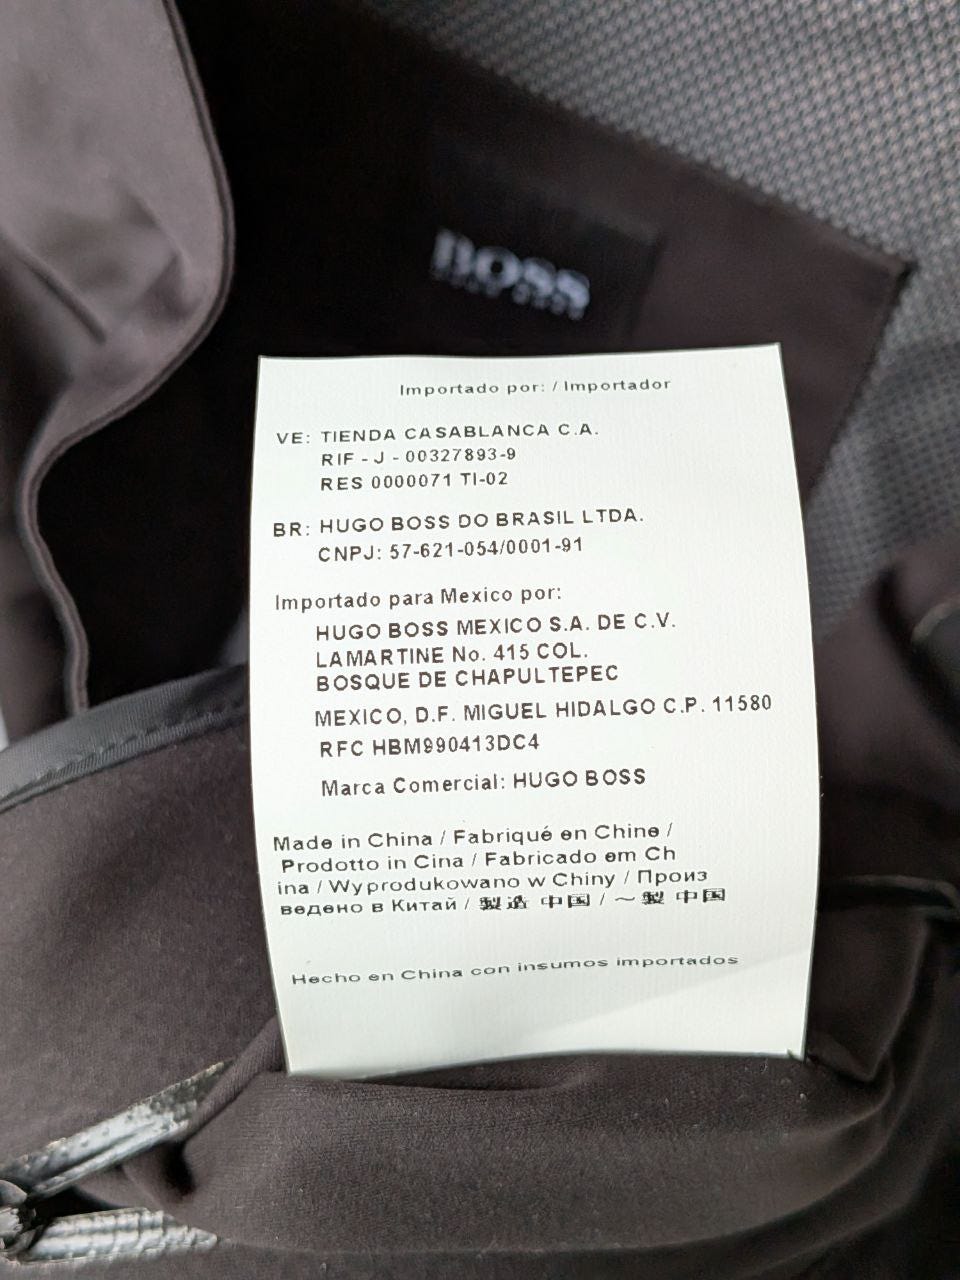 BOSS
Importado por: / Importador
VE: TIENDA CASABLANCA C.A.
RIF - J - 00327893-9
RES 0000071 TI-02
BR: HUGO BOSS DO BRASIL LTDA.
CNPJ: 57-621-054/0001-91
Importado para Mexico por:
HUGO BOSS MEXICO S.A. DE C.V.
LAMARTINE No. 415 COL.
BOSQUE DE CHAPULTEPEC
MEXICO, D.F. MIGUEL HIDALGO C.P. 11580
RFC HBM990413DC4
Marca Comercial: HUGO BOSS
Made in China / Fabriqué en Chine /
Prodotto in Cina / Fabricado em Ch
ina / Wyprodukowano w Chiny / Произ
ведено в Китай / 製造 中国 / ～製 中国
Hecho en China con insumos importados